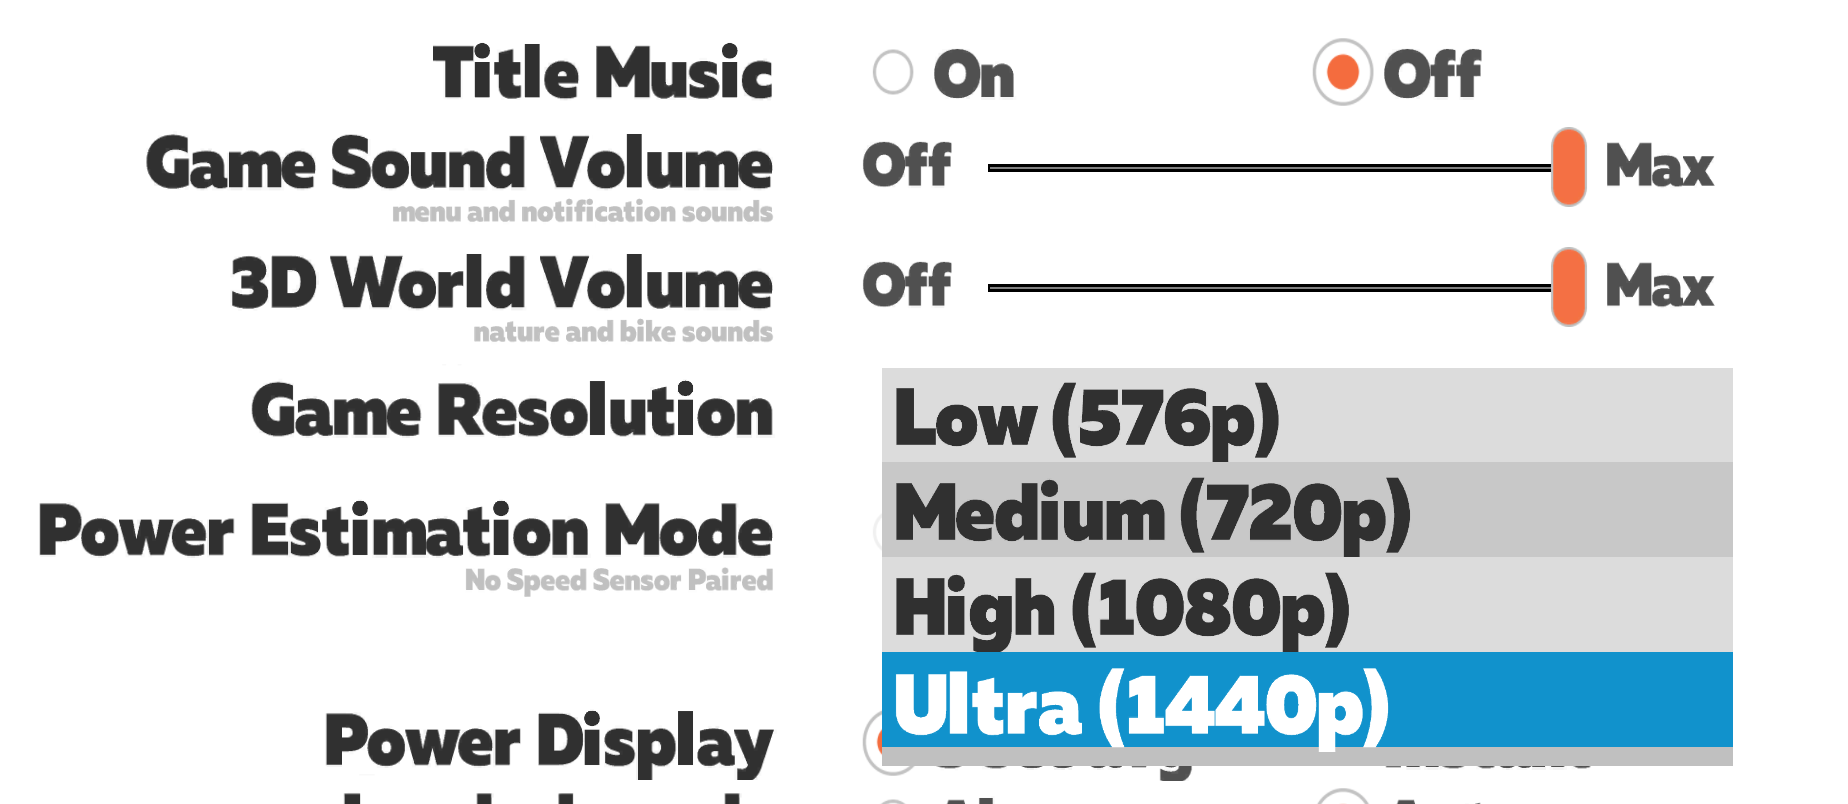 Title Music On Off
Game Sound Volume Off Max
menu and notification sounds
3D World Volume Off Max
nature and bike sounds
Game Resolution Low (576p)
Medium (720p)
Power Estimation Mode
No Speed Sensor Paired
High (1080p)
Ultra (1440p)
Power Display